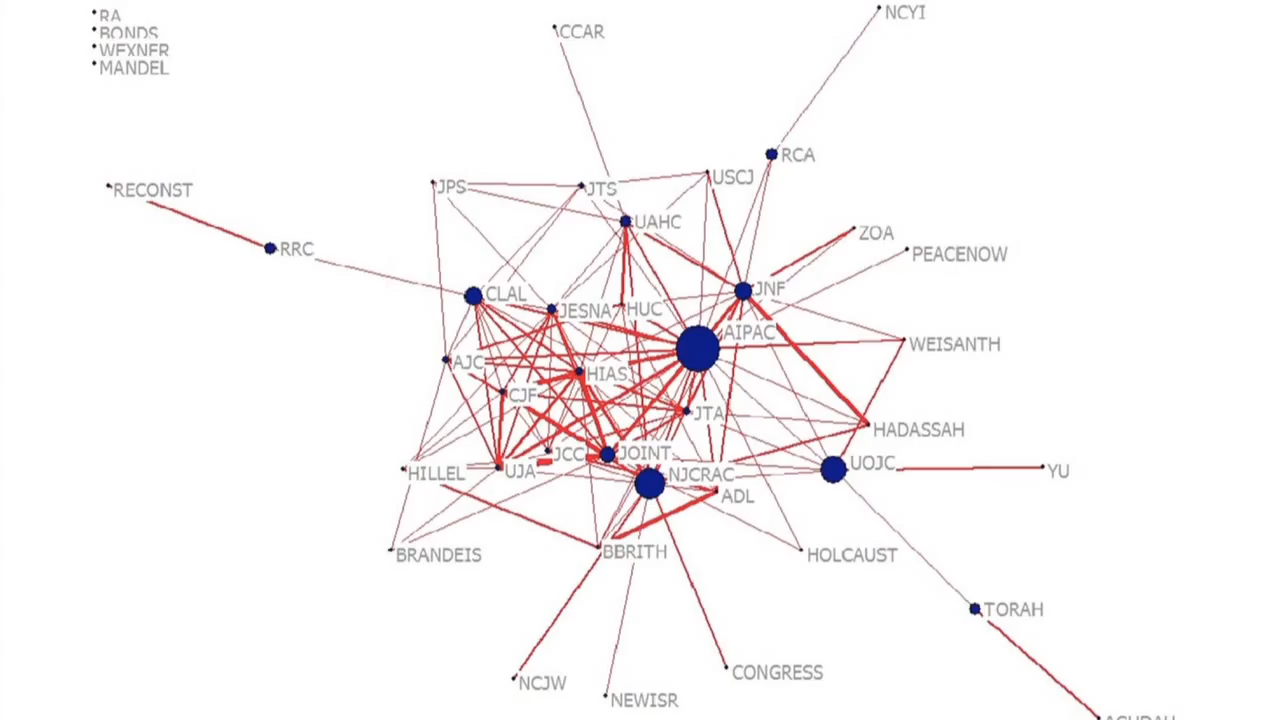 RA
BONDS
WEXNER
MANDEL
NCYI
CCAR
RCA
RECONST
JPS
JTS
USCJ
UAHC
ZOA
RRC
PEACENOW
CLAL
JESNA
HUC
JNF
AIPAC
WEISANTH
AJC
HIAS
CJF
JTA
HADASSAH
JCC
JOINT
HILLEL
UJA
NJCRAC
UOJC
YU
ADL
BRANDEIS
BBRITH
HOLCAUST
TORAH
NCJW
CONGRESS
NEWISR